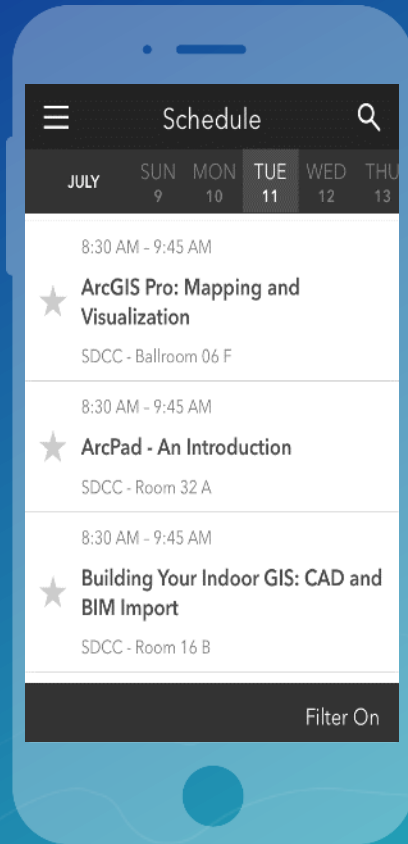 Schedule
JULY
SUN MON TUE WED THU
9 10 11 12 13
8:30 AM – 9:45 AM
ArcGIS Pro: Mapping and
Visualization
SDCC - Ballroom 06 F
8:30 AM – 9:45 AM
ArcPad - An Introduction
SDCC - Room 32 A
8:30 AM – 9:45 AM
Building Your Indoor GIS: CAD and
BIM Import
SDCC - Room 16 B
Filter On